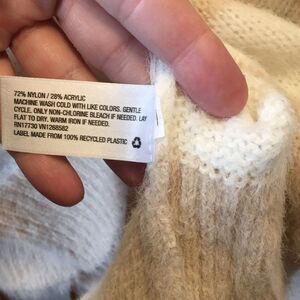 72% NYLON / 28% ACRYLIC
MACHINE WASH COLD WITH LIKE COLORS. GENTLE
CYCLE. ONLY NON-CHLORINE BLEACH IF NEEDED. LAY
FLAT TO DRY. WARM IRON IF NEEDED.
RN17730 VN1268582
LABEL MADE FROM 100% RECYCLED PLASTIC